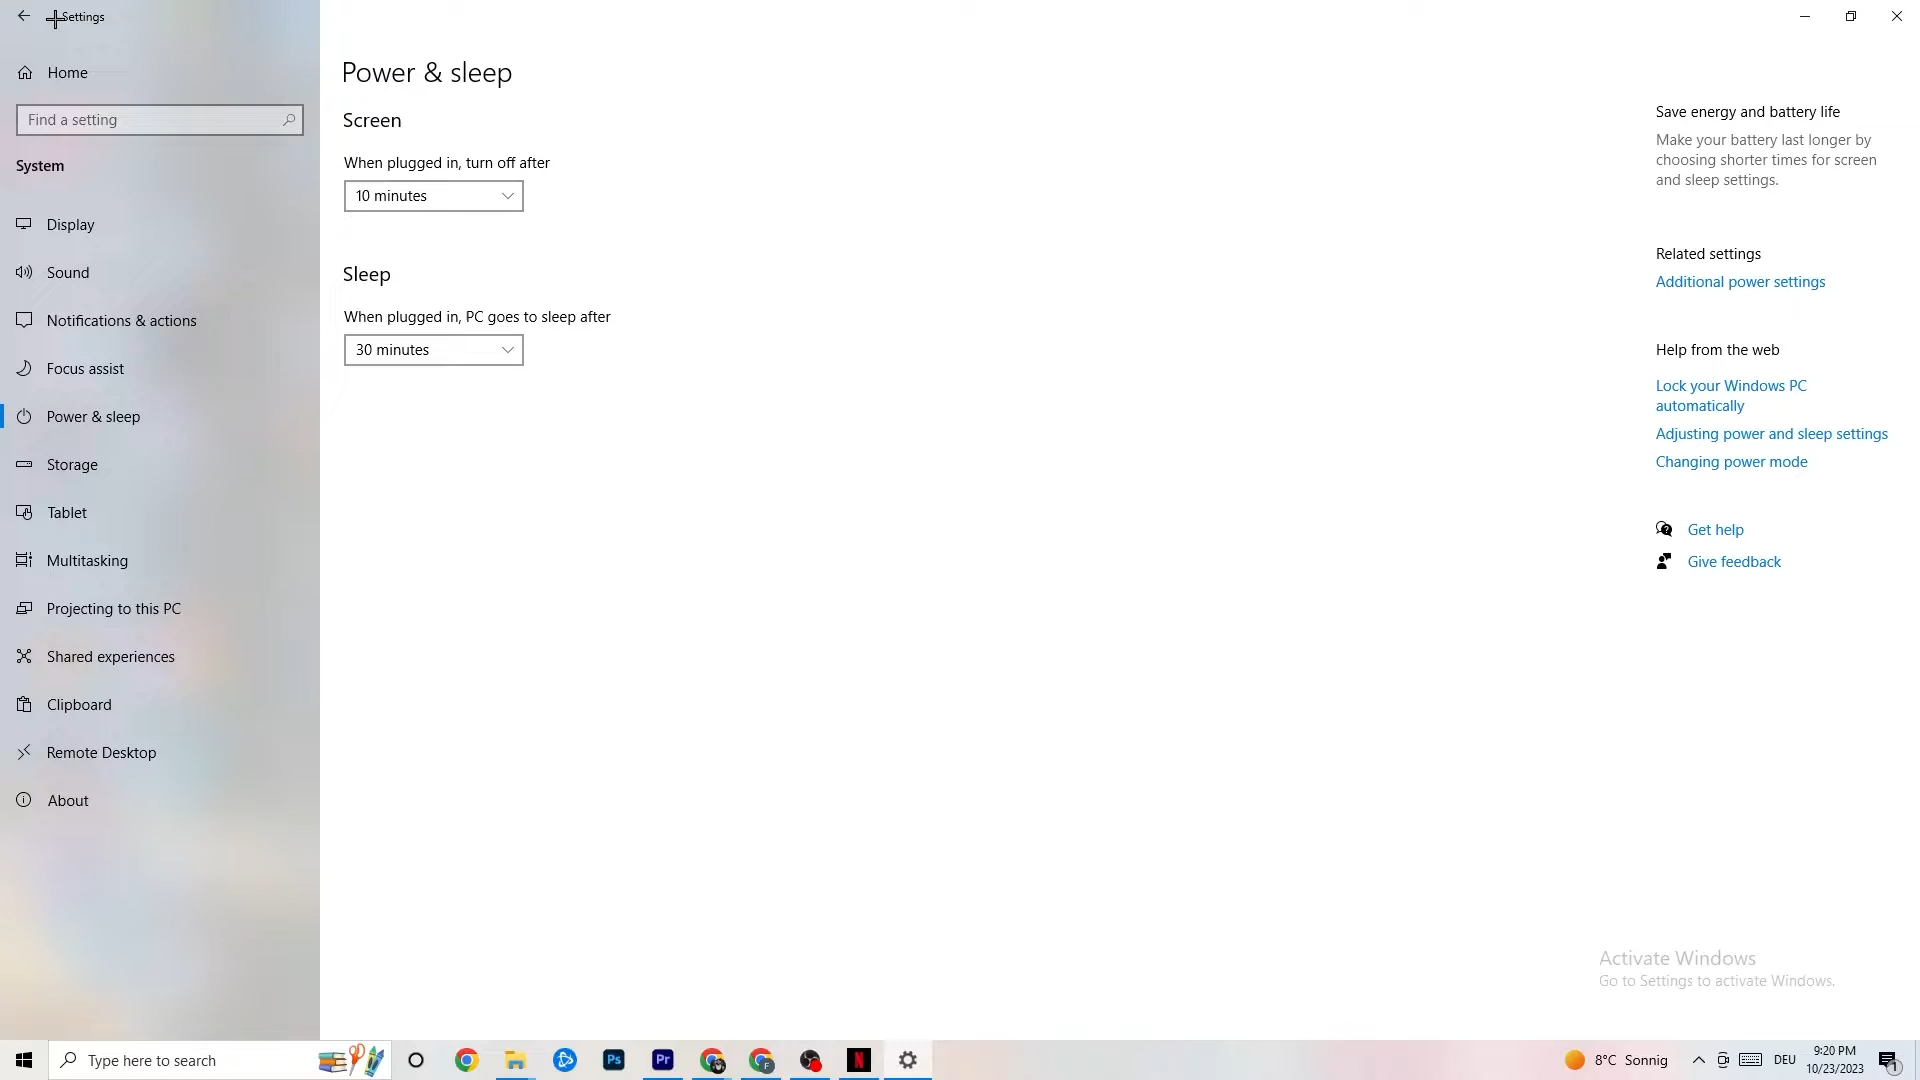 Settings
Home
Find a setting
System
Display
Sound
Notifications & actions
Focus assist
Power & sleep
Storage
Tablet
Multitasking
Projecting to this PC
Shared experiences
Clipboard
Remote Desktop
About
Power & sleep
Screen
When plugged in, turn off after
10 minutes
Sleep
When plugged in, PC goes to sleep after
30 minutes
Save energy and battery life
Make your battery last longer by
choosing shorter times for screen
and sleep settings.
Related settings
Additional power settings
Help from the web
Lock your Windows PC
automatically
Adjusting power and sleep settings
Changing power mode
Get help
Give feedback
Activate Windows
Go to Settings to activate Windows.
Type here to search
Ps
Pr
F
N
8°C Sonnig
DEU
9:20 PM
10/23/2023
1